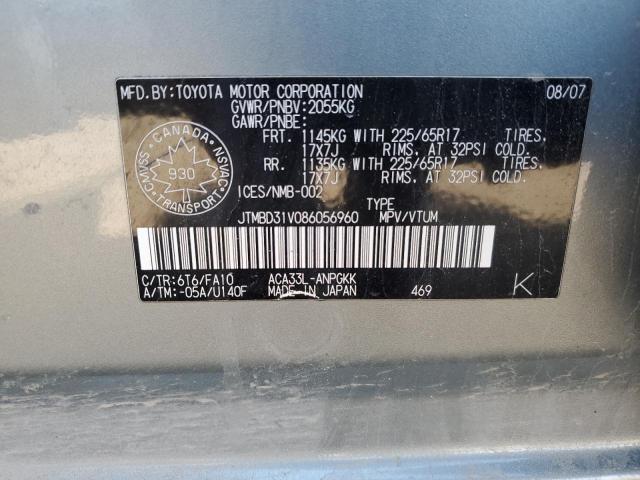 MFD.BY:TOYOTA MOTOR CORPORATION 08/07
GVWR/PNBV:2055KG
GAWR/PNBE:
FRT. 1145KG WITH 225/65R17 TIRES.
17X7J RIMS. AT 32PSI COLD.
RR. 1135KG WITH 225/65R17 TIRES.
17X7J RIMS. AT 32PSI COLD.
CANADA
CMVSS 930 NSVAC
TRANSPORT
ICES/NMB-002
TYPE
JTMBD31V086056960 MPV/VTUM
C/TR:6T6/FA10 ACA33L-ANPGKK
A/TM:-05A/U140F MADE IN JAPAN 469 K